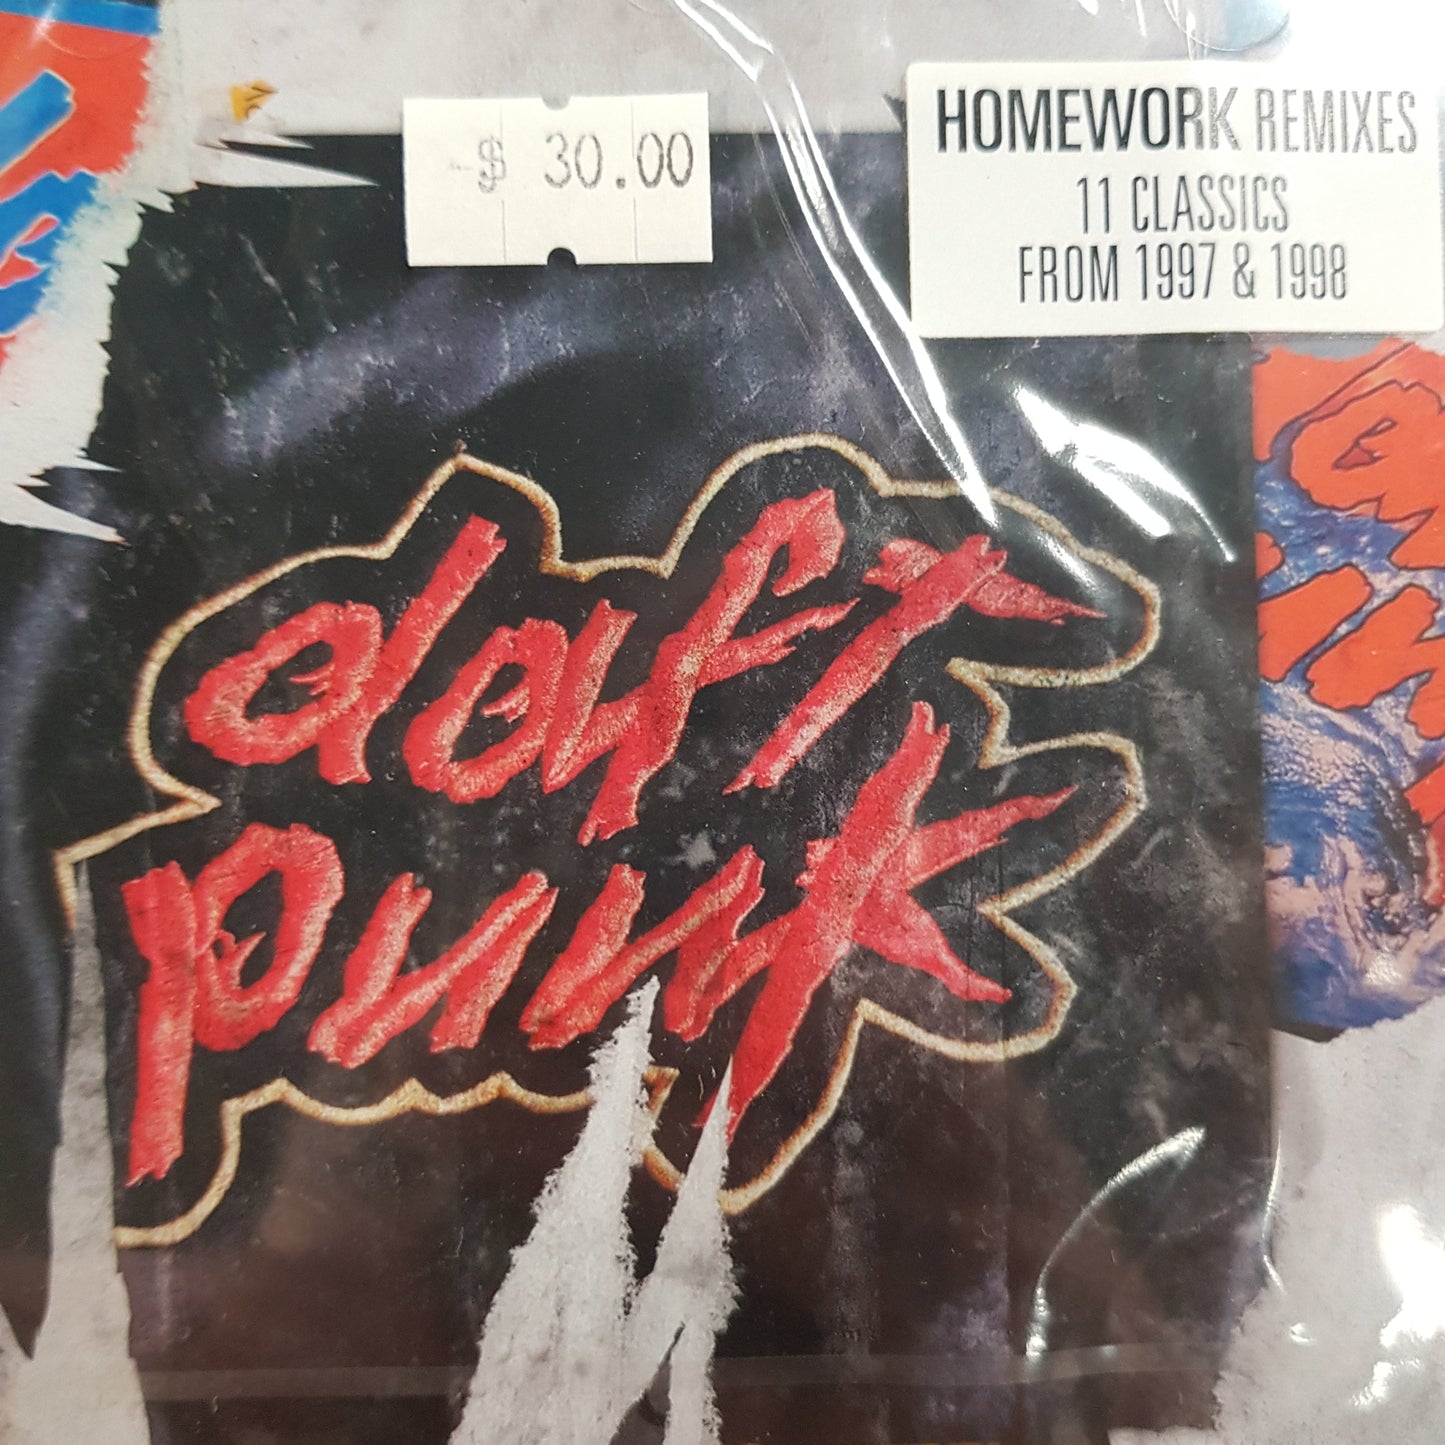 $ 30.00
HOMEWORK REMIXES
11 CLASSICS
FROM 1997 & 1998
daft
punk